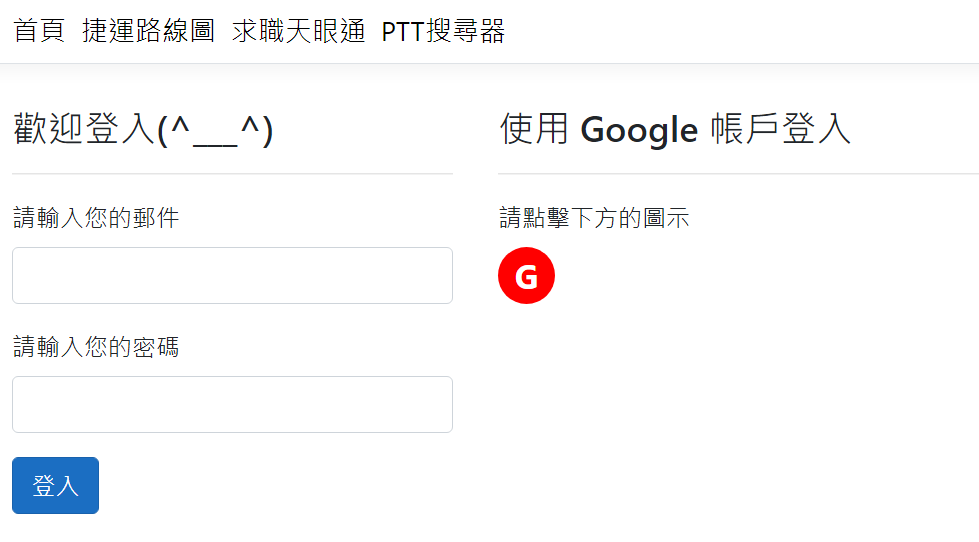 首頁 捷運路線圖 求職天眼通 PTT搜尋器
歡迎登入(^___^)
請輸入您的郵件
請輸入您的密碼
登入
使用 Google 帳戶登入
請點擊下方的圖示
G